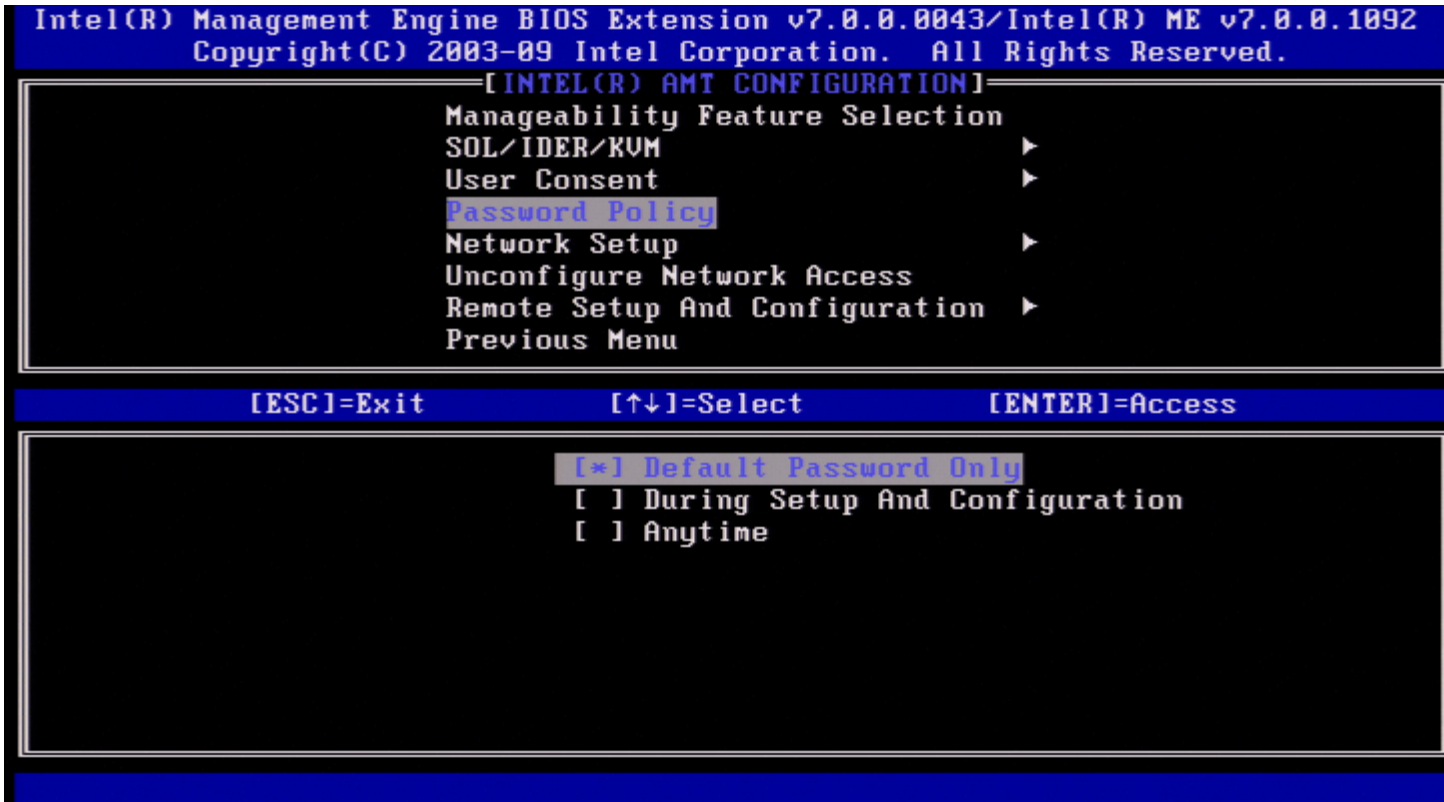 Intel(R) Management Engine BIOS Extension v7.0.0.0043/Intel(R) ME v7.0.0.1092
Copyright(C) 2003-09 Intel Corporation. All Rights Reserved.
[INTEL(R) AMT CONFIGURATION]
Manageability Feature Selection
SOL/IDER/KVM ►
User Consent ►
Password Policy
Network Setup ►
Unconfigure Network Access
Remote Setup And Configuration ►
Previous Menu
[ESC]=Exit [↑↓]=Select [ENTER]=Access
[*] Default Password Only
[ ] During Setup And Configuration
[ ] Anytime